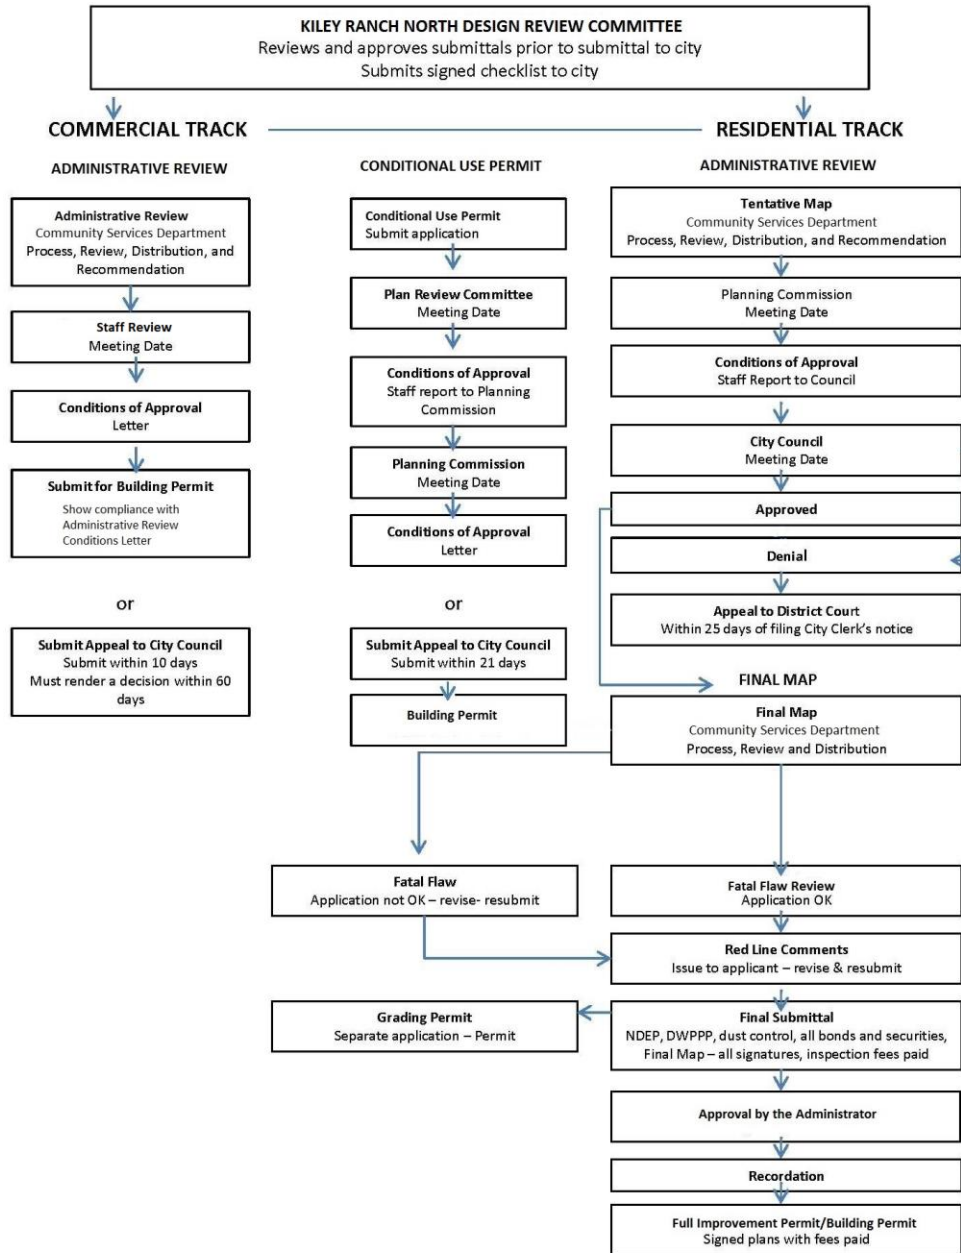 KILEY RANCH NORTH DESIGN REVIEW COMMITTEE
Reviews and approves submittals prior to submittal to city
Submits signed checklist to city
COMMERCIAL TRACK
RESIDENTIAL TRACK
ADMINISTRATIVE REVIEW
Administrative Review
Community Services Department
Process, Review, Distribution, and
Recommendation
Staff Review
Meeting Date
Conditions of Approval
Letter
Submit for Building Permit
Show compliance with
Administrative Review
Conditions Letter
or
Submit Appeal to City Council
Submit within 10 days
Must render a decision within 60
days
CONDITIONAL USE PERMIT
Conditional Use Permit
Submit application
Plan Review Committee
Meeting Date
Conditions of Approval
Staff report to Planning
Commission
Planning Commission
Meeting Date
Conditions of Approval
Letter
or
Submit Appeal to City Council
Submit within 21 days
Building Permit
ADMINISTRATIVE REVIEW
Tentative Map
Community Services Department
Process, Review, Distribution, and Recommendation
Planning Commission
Meeting Date
Conditions of Approval
Staff Report to Council
City Council
Meeting Date
Approved
Denial
Appeal to District Court
Within 25 days of filing City Clerk's notice
FINAL MAP
Final Map
Community Services Department
Process, Review and Distribution
Fatal Flaw
Application not OK – revise- resubmit
Fatal Flaw Review
Application OK
Red Line Comments
Issue to applicant – revise & resubmit
Grading Permit
Separate application – Permit
Final Submittal
NDEP, DWPPP, dust control, all bonds and securities,
Final Map – all signatures, inspection fees paid
Approval by the Administrator
Recordation
Full Improvement Permit/Building Permit
Signed plans with fees paid